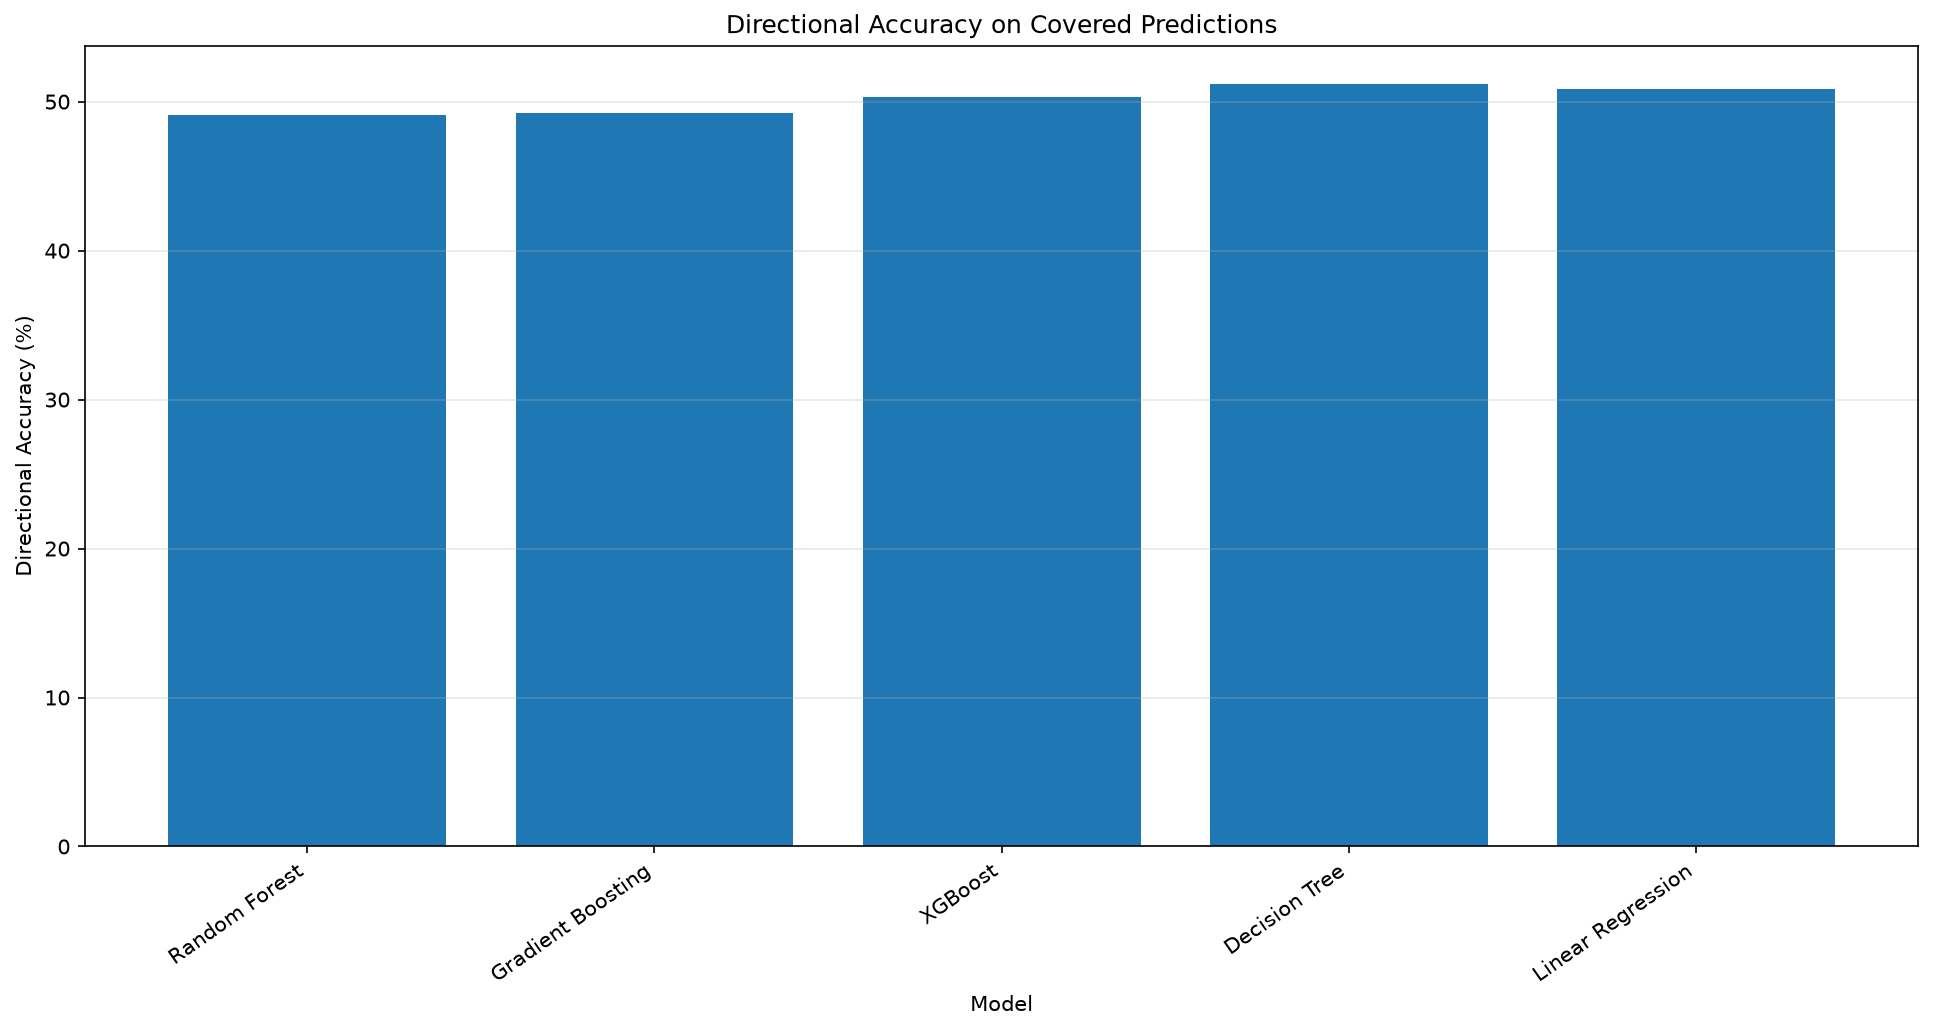 Directional Accuracy on Covered Predictions
Directional Accuracy (%)
50
40
30
20
10
0
Random Forest
Gradient Boosting
XGBoost
Decision Tree
Linear Regression
Model